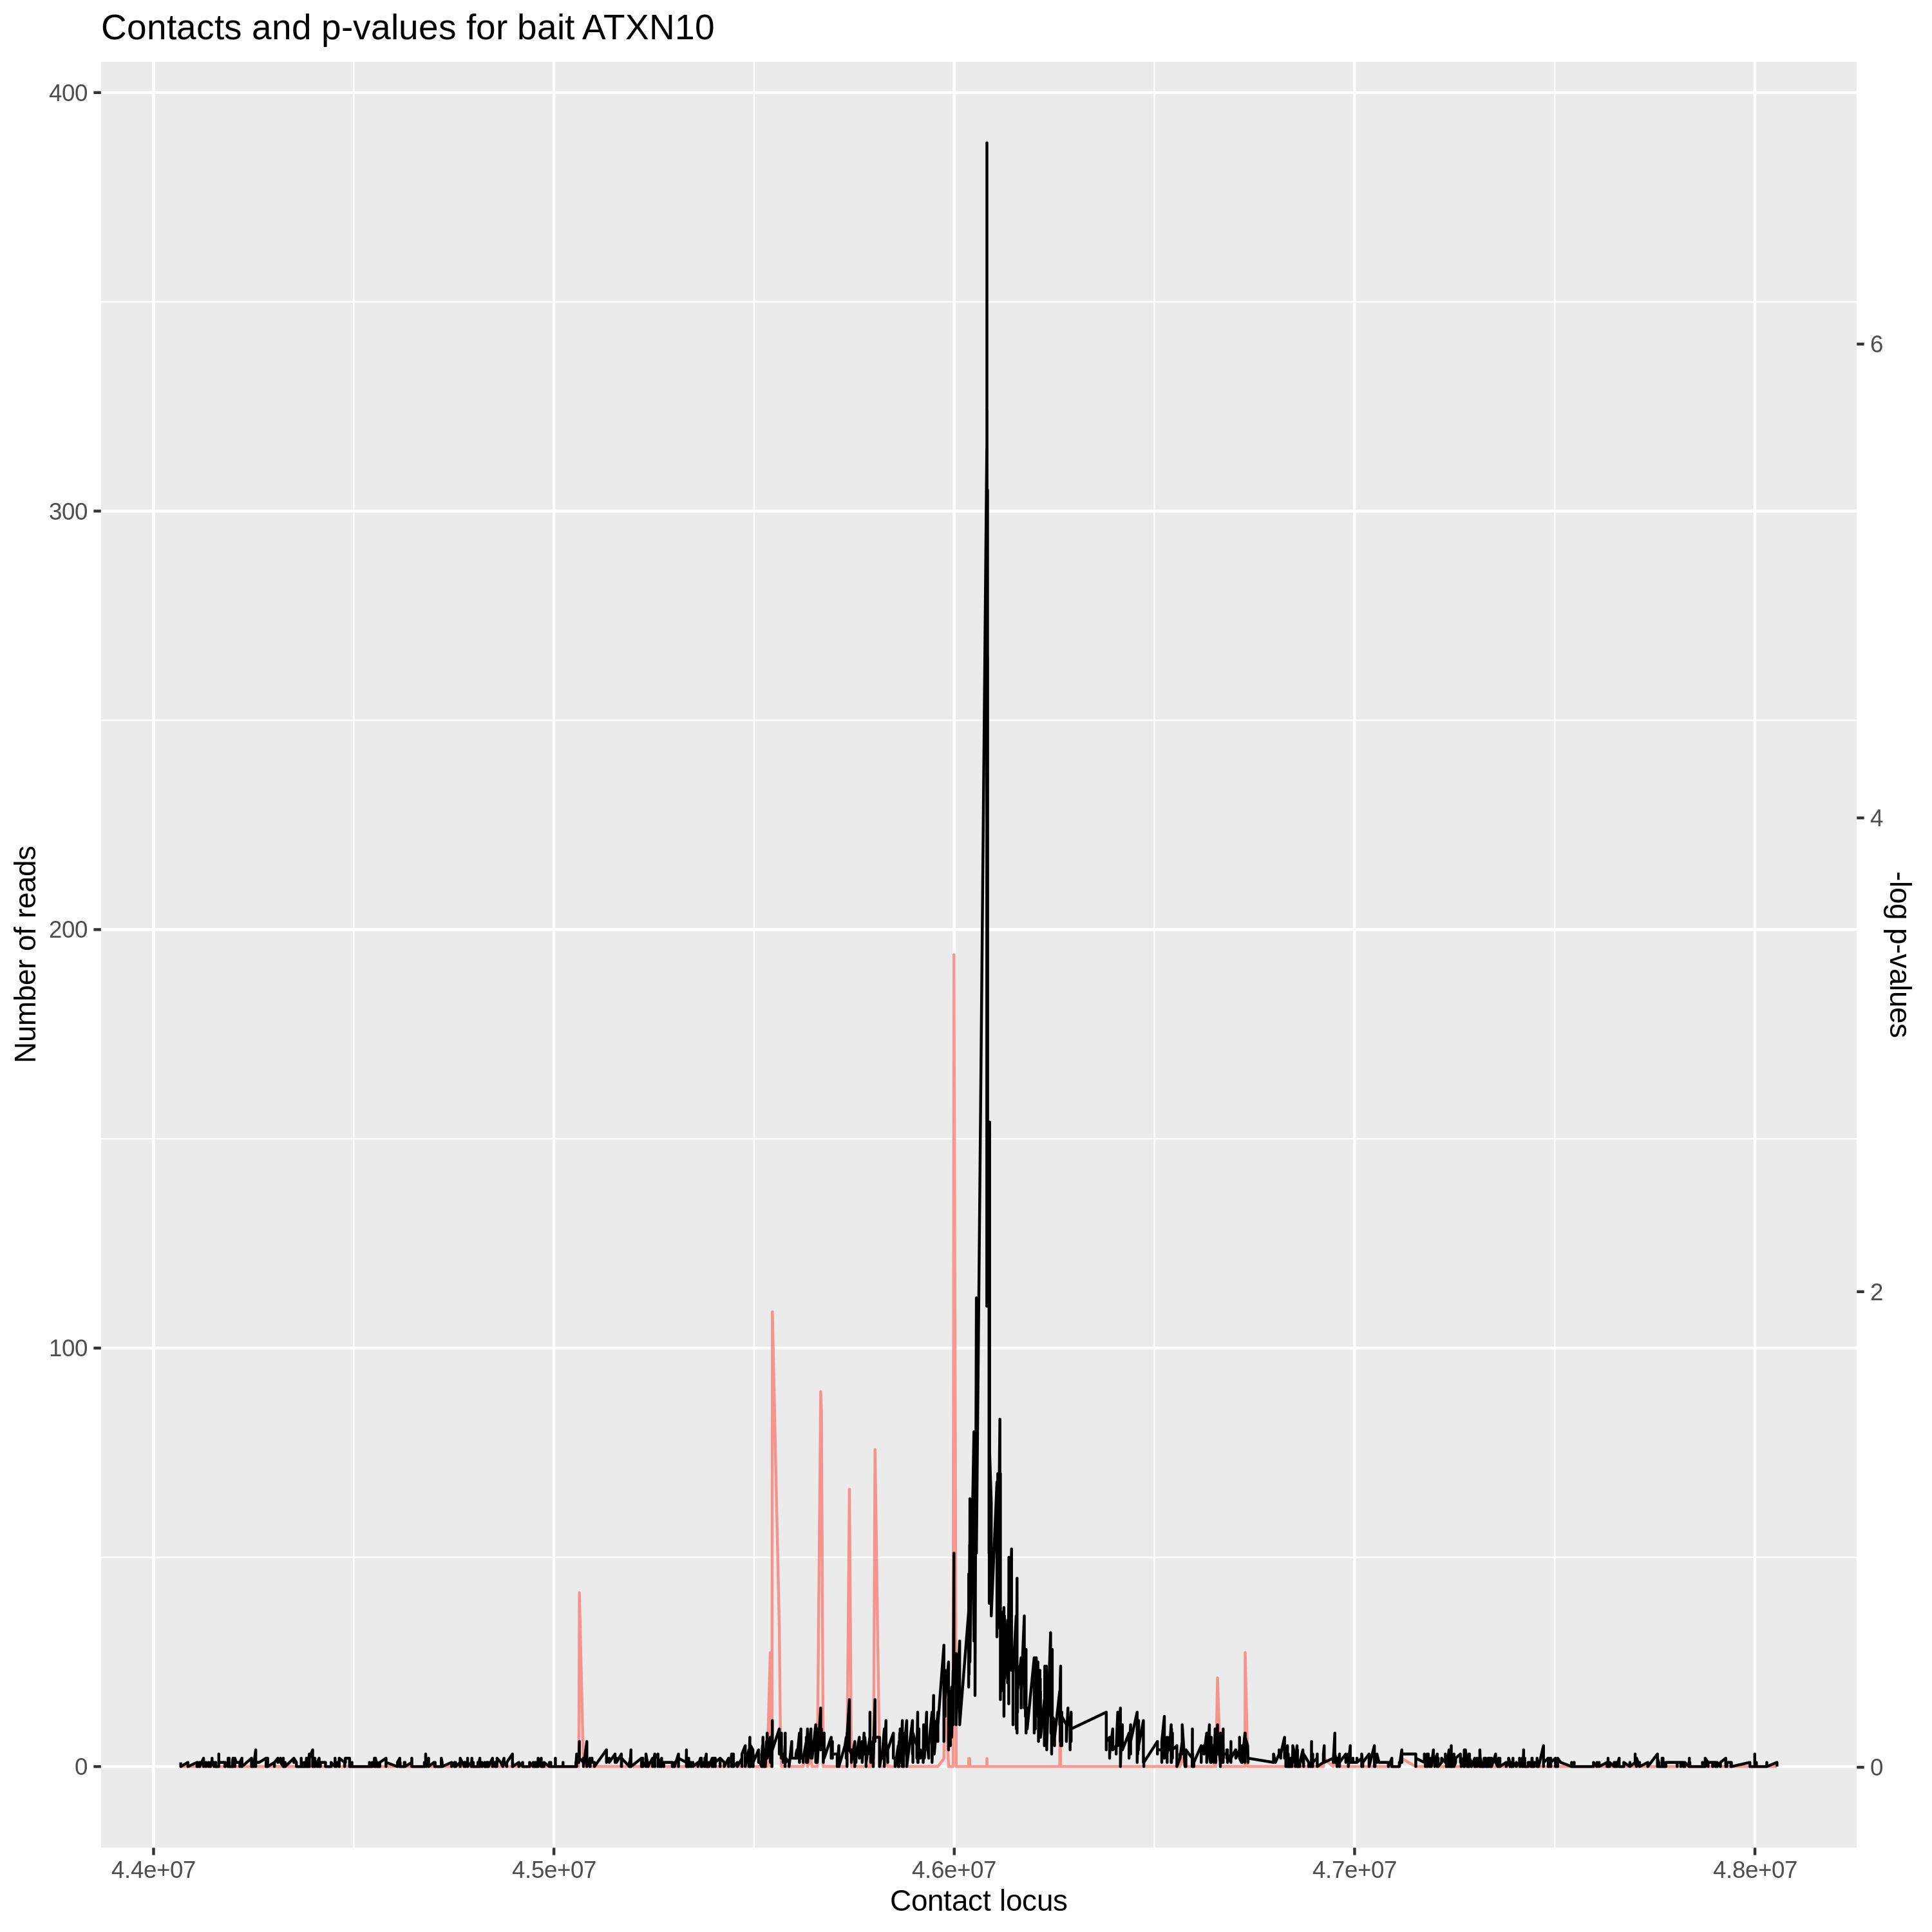 Contacts and p-values for bait ATXN10
400
300
200
100
0
Number of reads
6
4
2
0
-log p-values
4.4e+07
4.5e+07
4.6e+07
4.7e+07
4.8e+07
Contact locus